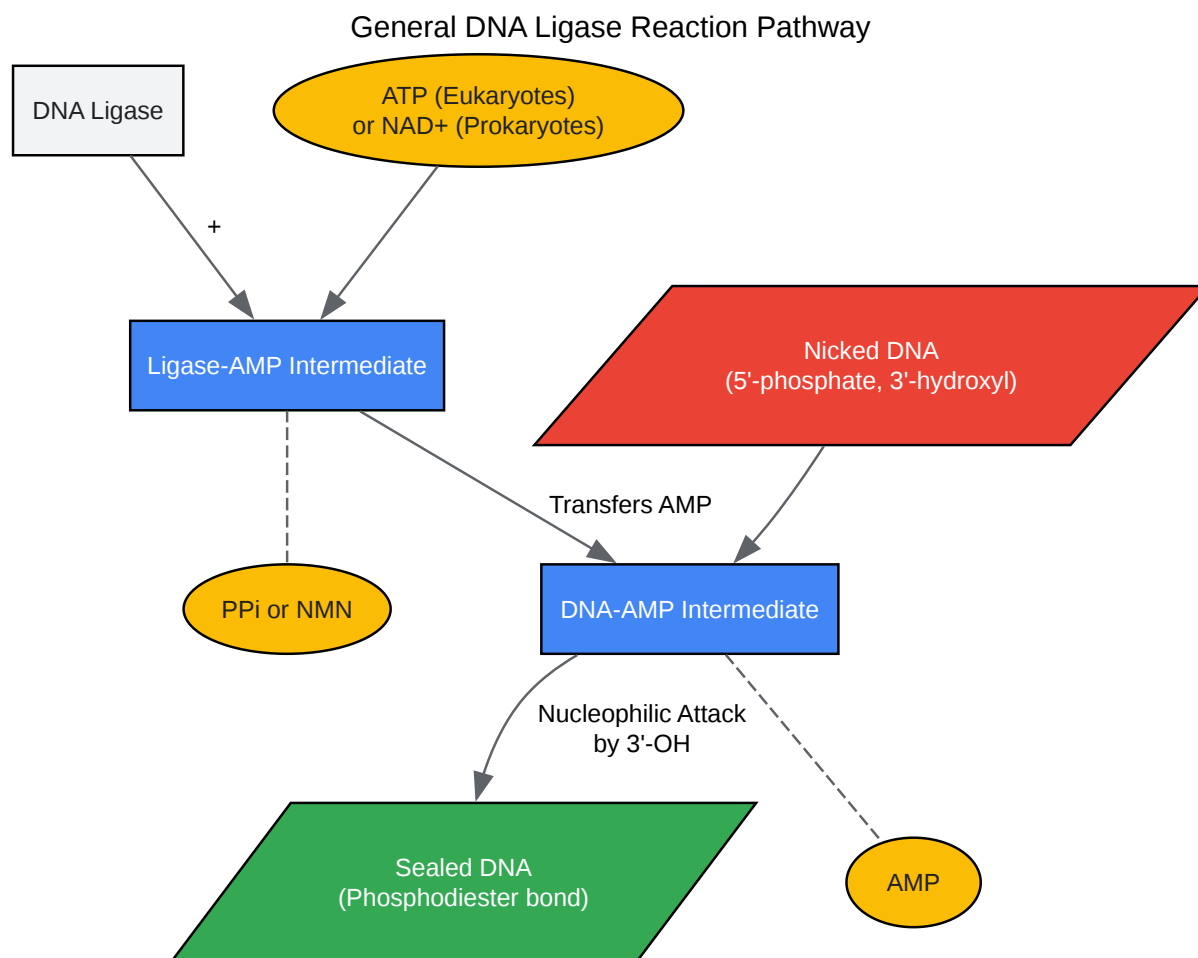 General DNA Ligase Reaction Pathway
DNA Ligase
ATP (Eukaryotes)
or NAD+ (Prokaryotes)
+
Ligase-AMP Intermediate
Nicked DNA
(5'-phosphate, 3'-hydroxyl)
Transfers AMP
PPi or NMN
DNA-AMP Intermediate
Nucleophilic Attack
by 3'-OH
Sealed DNA
(Phosphodiester bond)
AMP